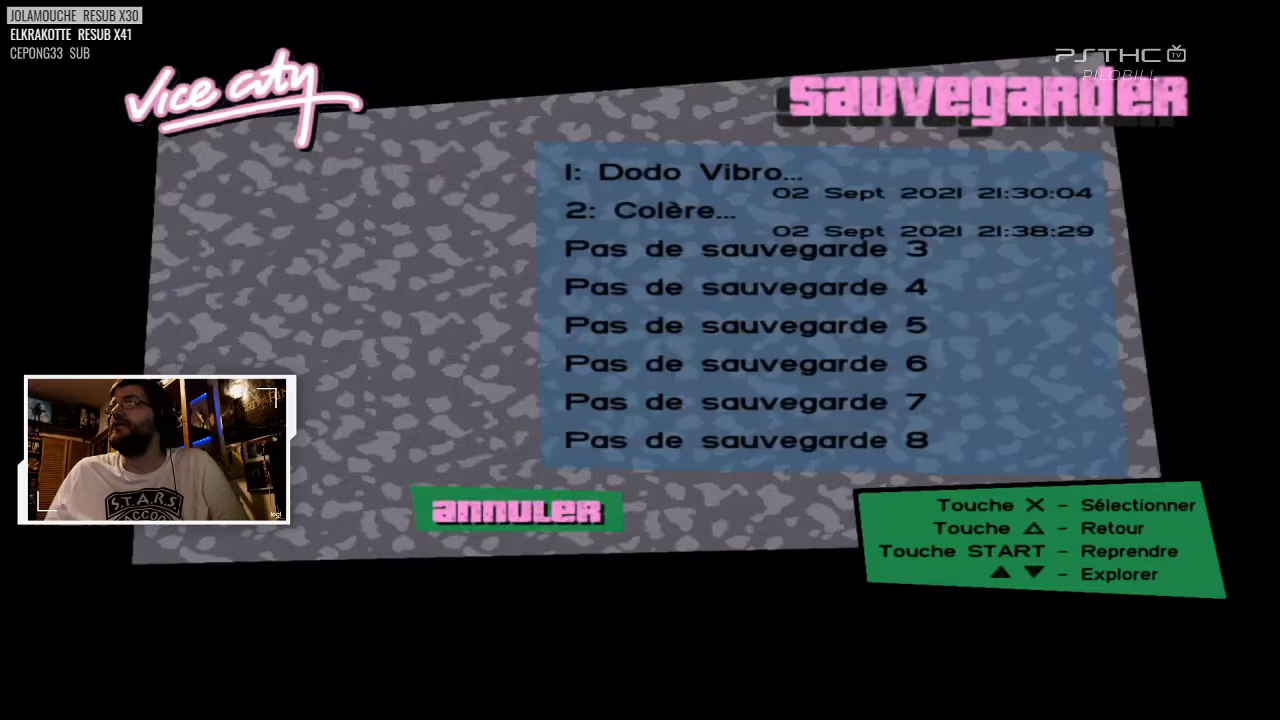 JOLAMOUCHE RESUB X30
ELKRAKOTTE RESUB X41
CEPONG33 SUB
vice city
PSTHC TV
PILOBILL
sauvegarder
1: Dodo Vibro...
02 Sept 2021 21:30:04
2: Colère...
02 Sept 2021 21:38:29
Pas de sauvegarde 3
Pas de sauvegarde 4
Pas de sauvegarde 5
Pas de sauvegarde 6
Pas de sauvegarde 7
Pas de sauvegarde 8
S.T.A.R.S.
RACCOON
logi
annuler
Touche X - Sélectionner
Touche △ - Retour
Touche START - Reprendre
▲ ▼ - Explorer